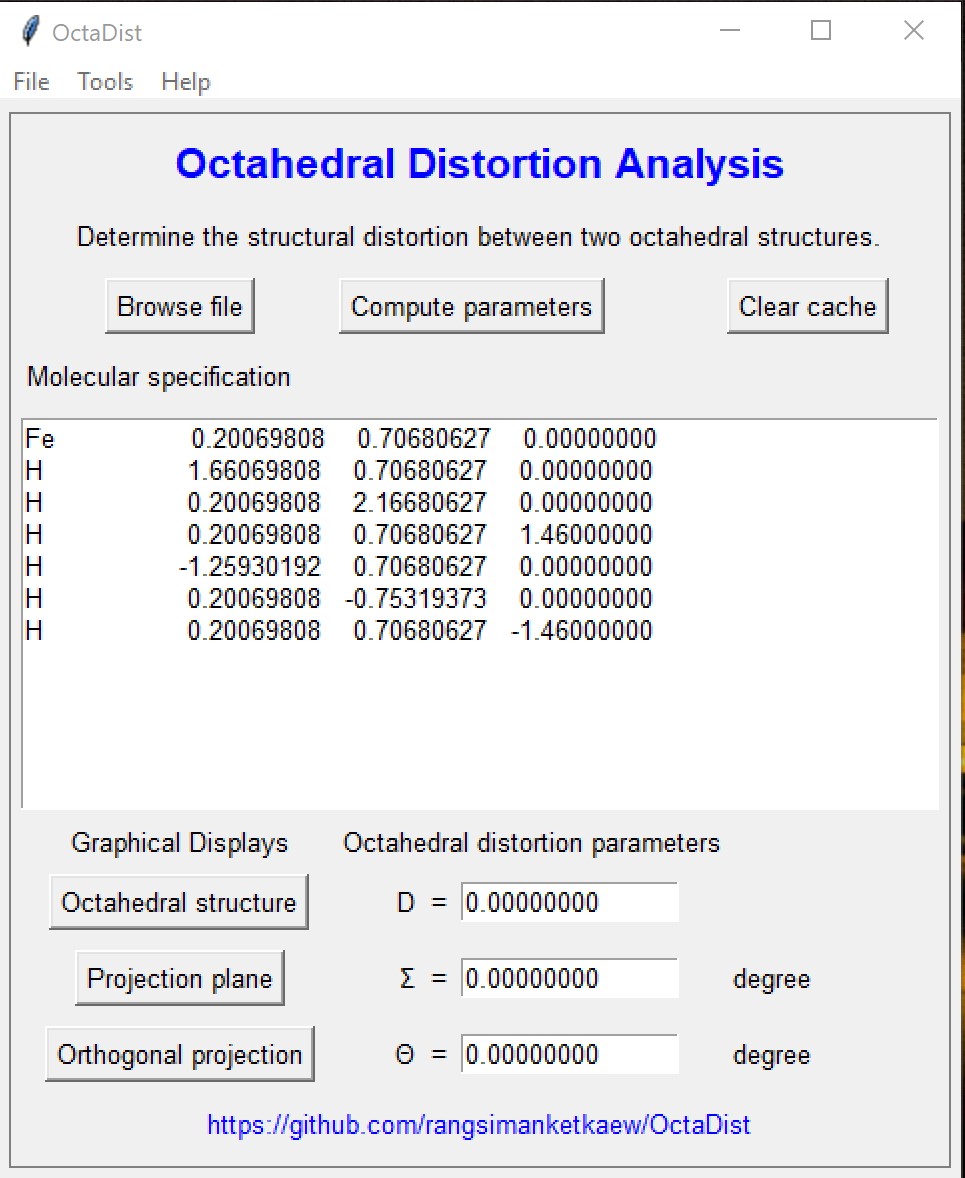 OctaDist
File Tools Help
Octahedral Distortion Analysis
Determine the structural distortion between two octahedral structures.
Browse file Compute parameters Clear cache
Molecular specification
Fe 0.20069808 0.70680627 0.00000000
H 1.66069808 0.70680627 0.00000000
H 0.20069808 2.16680627 0.00000000
H 0.20069808 0.70680627 1.46000000
H -1.25930192 0.70680627 0.00000000
H 0.20069808 -0.75319373 0.00000000
H 0.20069808 0.70680627 -1.46000000
Graphical Displays Octahedral distortion parameters
Octahedral structure D = 0.00000000
Projection plane Σ = 0.00000000 degree
Orthogonal projection Θ = 0.00000000 degree
https://github.com/rangsimanketkaew/OctaDist